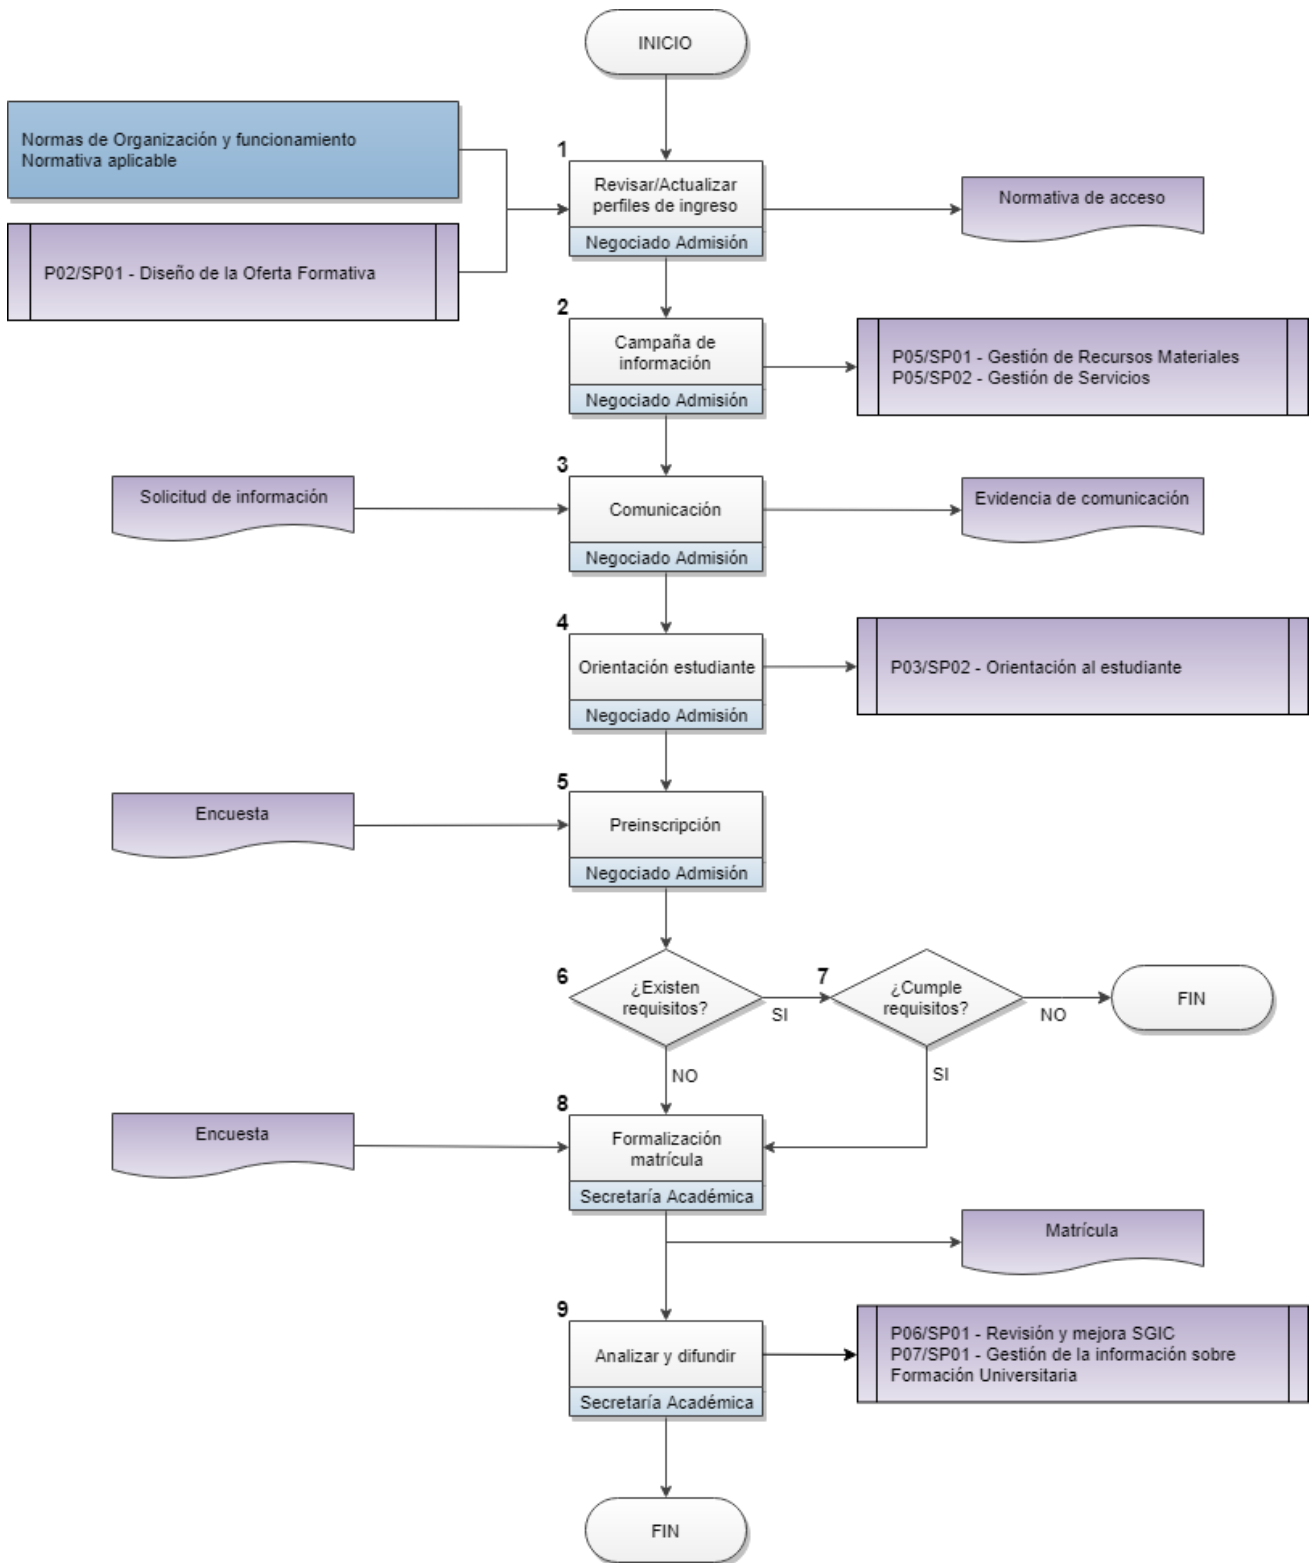 INICIO
Normas de Organización y funcionamiento
Normativa aplicable
P02/SP01 - Diseño de la Oferta Formativa
1
Revisar/Actualizar
perfiles de ingreso
Negociado Admisión
Normativa de acceso
2
Campaña de
información
Negociado Admisión
P05/SP01 - Gestión de Recursos Materiales
P05/SP02 - Gestión de Servicios
Solicitud de información
3
Comunicación
Negociado Admisión
Evidencia de comunicación
4
Orientación estudiante
Negociado Admisión
P03/SP02 - Orientación al estudiante
Encuesta
5
Preinscripción
Negociado Admisión
6
¿Existen
requisitos?
SI
7
¿Cumple
requisitos?
NO
FIN
NO
SI
Encuesta
8
Formalización
matrícula
Secretaría Académica
Matrícula
9
Analizar y difundir
Secretaría Académica
P06/SP01 - Revisión y mejora SGIC
P07/SP01 - Gestión de la información sobre
Formación Universitaria
FIN